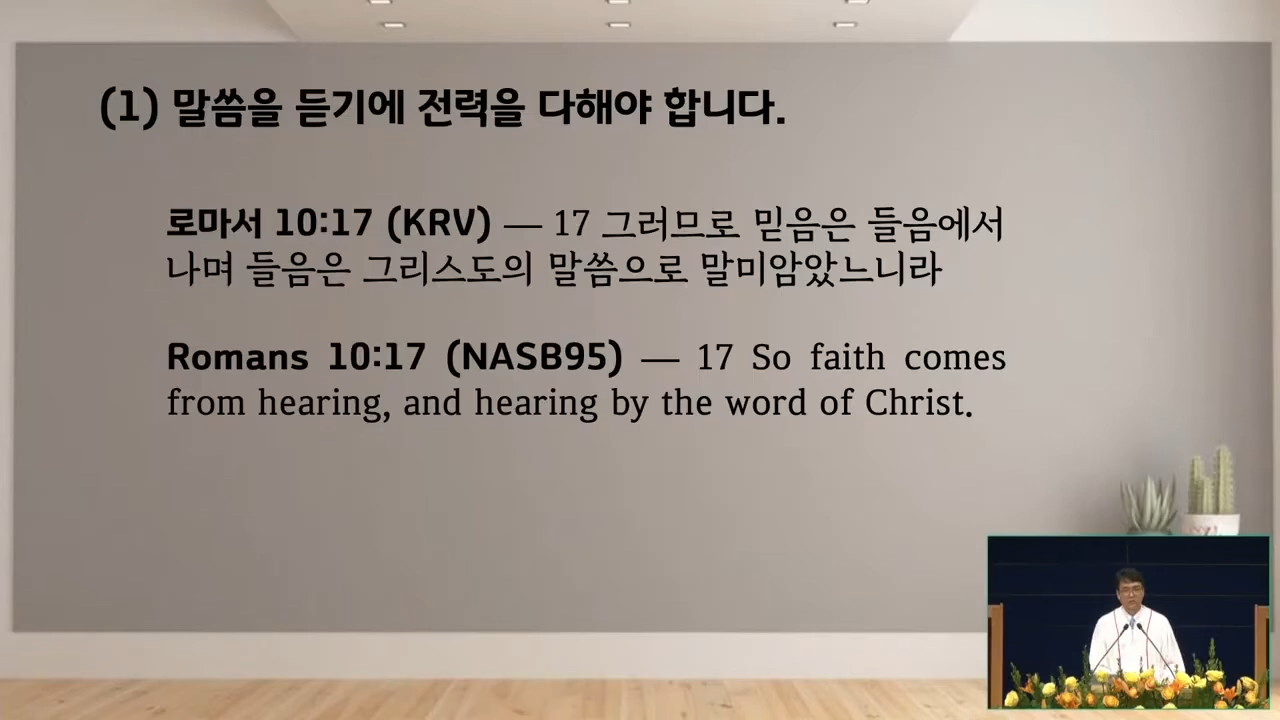 (1) 말씀을 듣기에 전력을 다해야 합니다.
로마서 10:17 (KRV) — 17 그러므로 믿음은 들음에서
나며 들음은 그리스도의 말씀으로 말미암았느니라
Romans 10:17 (NASB95) — 17 So faith comes
from hearing, and hearing by the word of Christ.